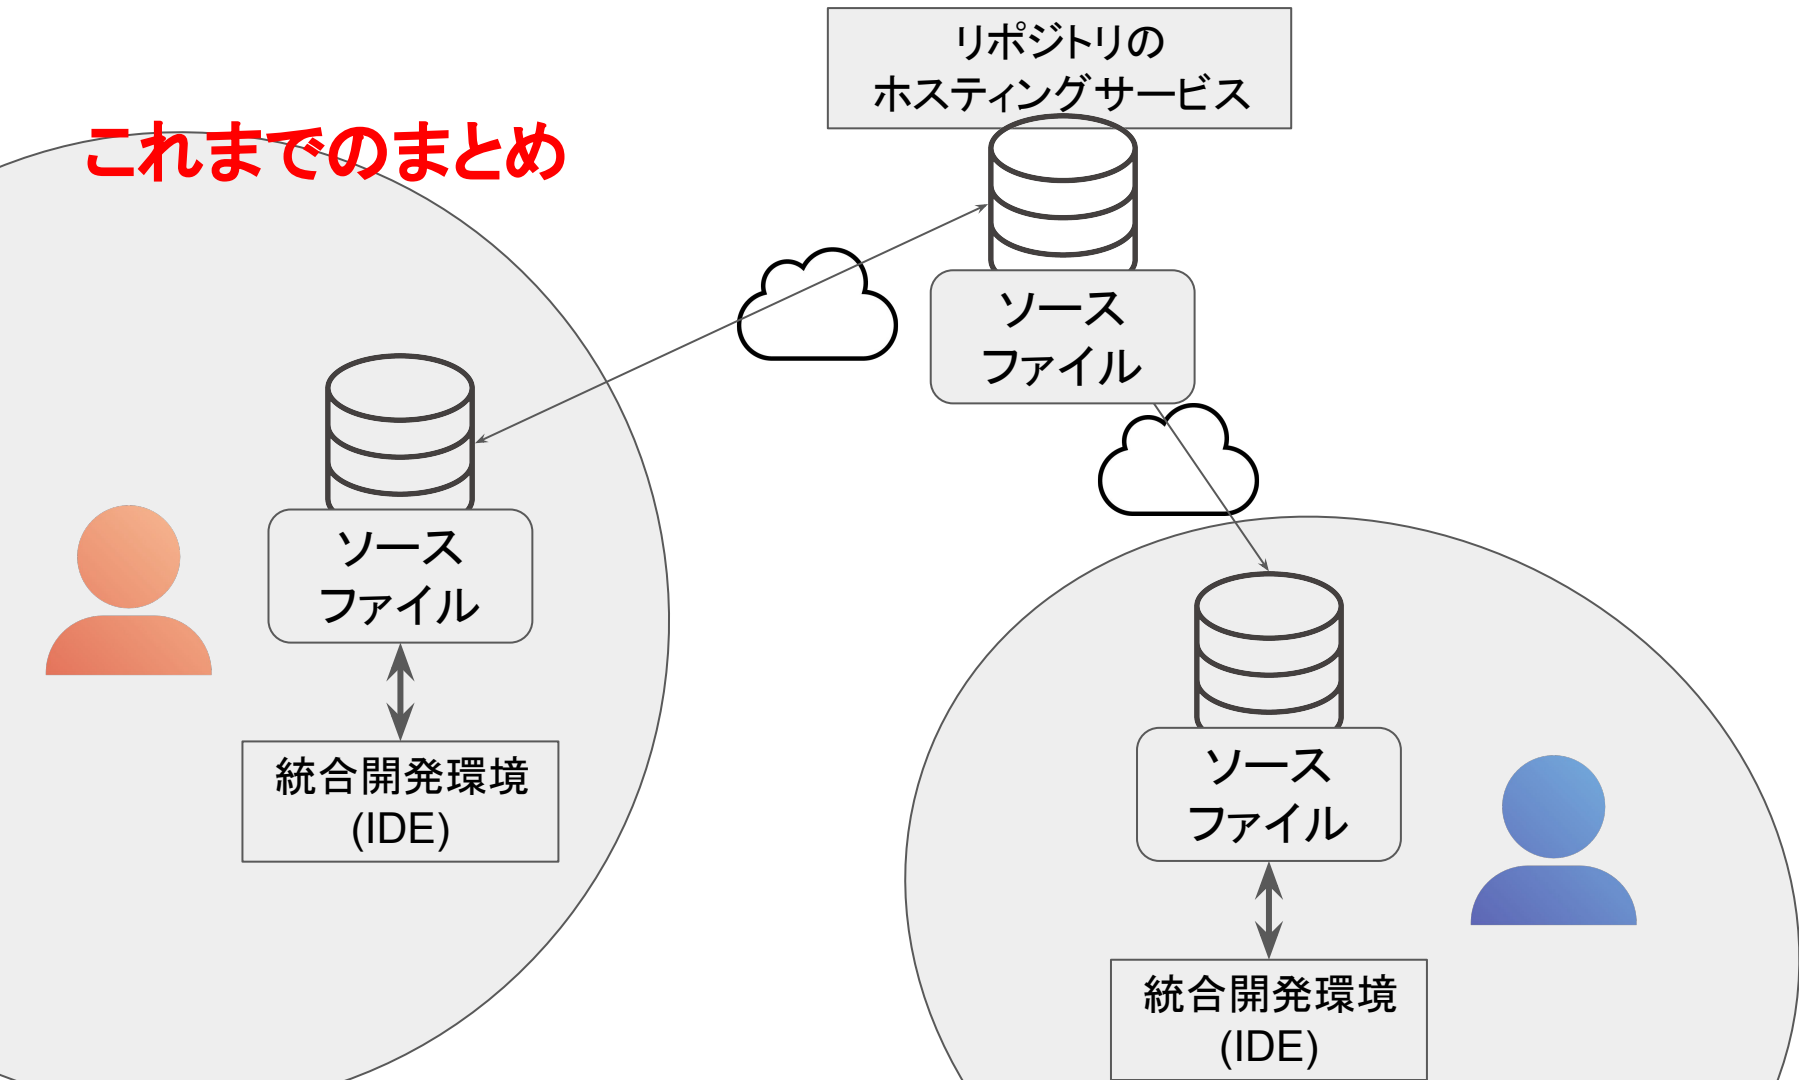 リポジトリの
ホスティングサービス
これまでのまとめ
ソース
ファイル
ソース
ファイル
統合開発環境
(IDE)
ソース
ファイル
統合開発環境
(IDE)